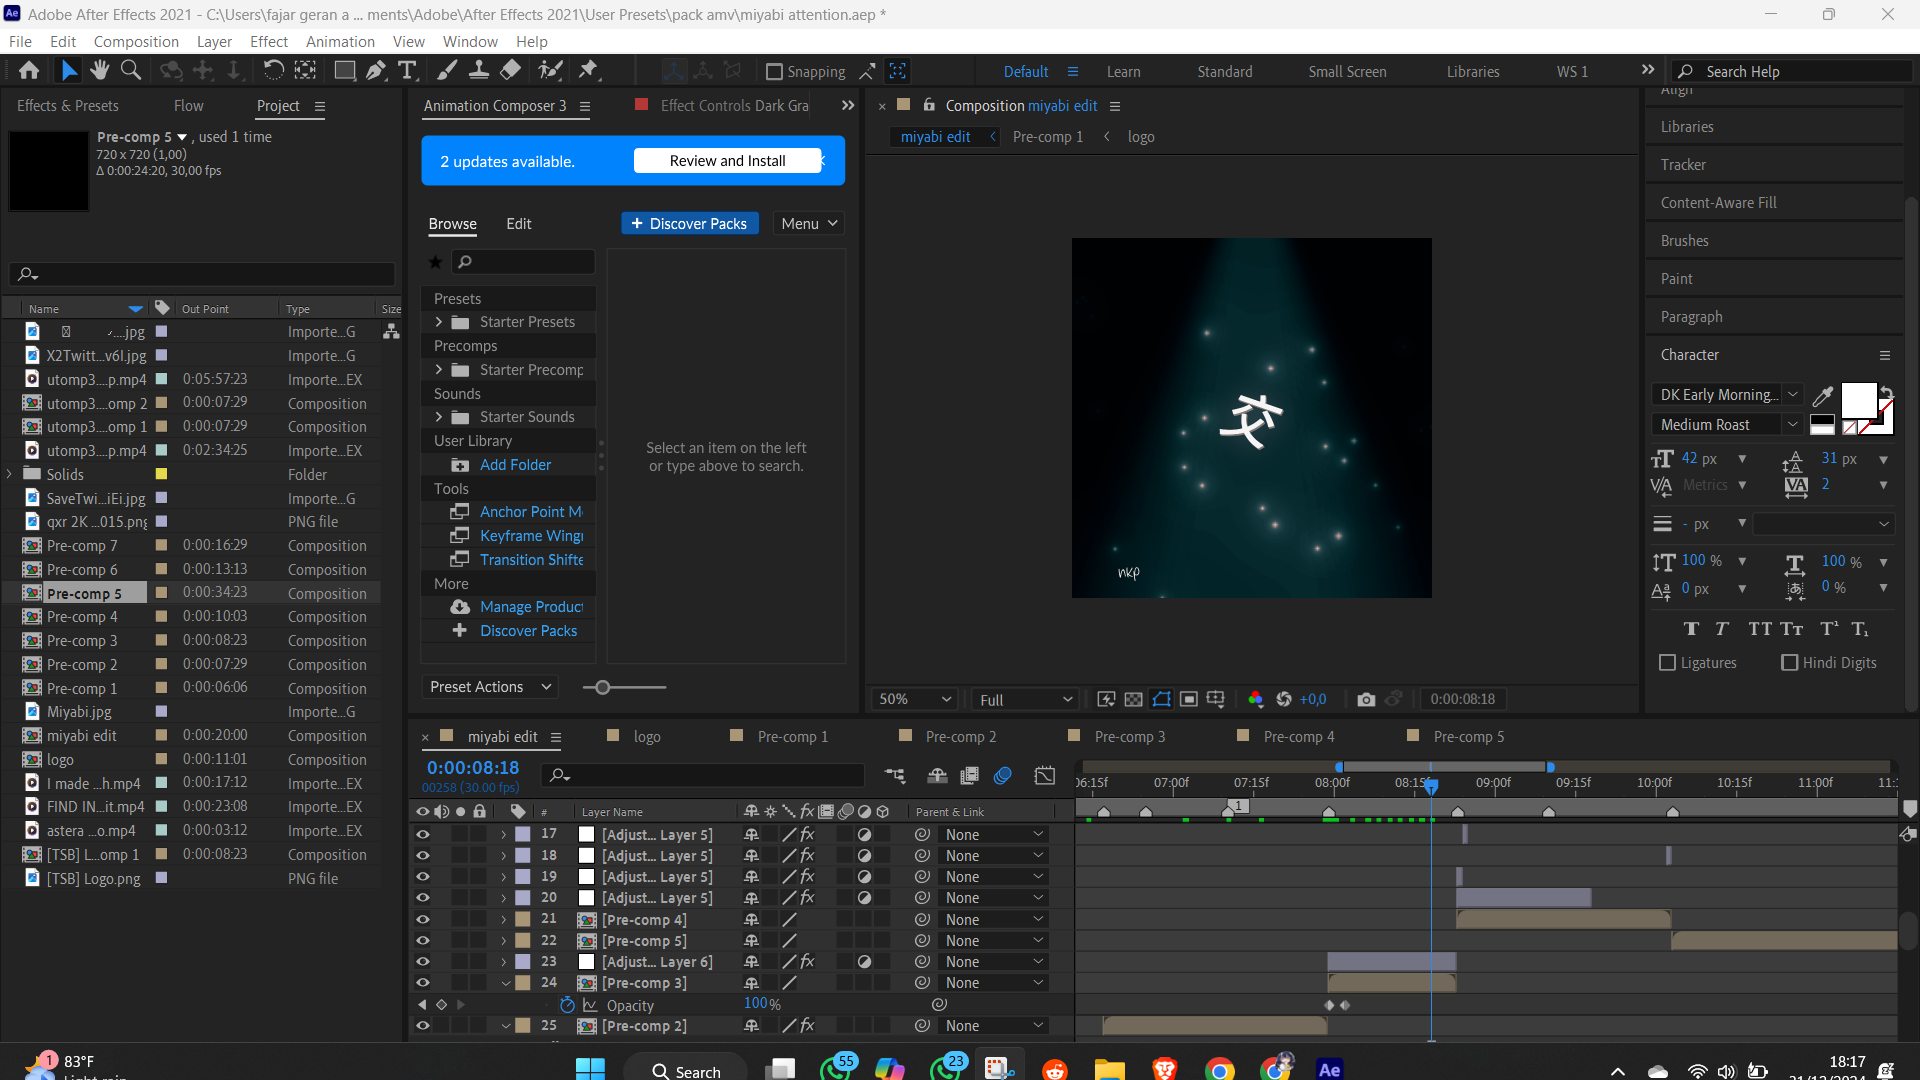 Adobe After Effects 2021 - C:\Users\fajar geran a ... ments\Adobe\After Effects 2021\User Presets\pack amv\miyabi attention.aep *
File Edit Composition Layer Effect Animation View Window Help
Snapping
Default Learn Standard Small Screen Libraries WS 1
Search Help
Effects & Presets Flow Project
Pre-comp 5 , used 1 time
720 x 720 (1,00)
Δ 0:00:24:20, 30,00 fps
Name Out Point Type Size
....jpg Importe...G
X2Twitt...v6I.jpg Importe...G
utomp3....p.mp4 0:05:57:23 Importe...EX
utomp3....omp 2 0:00:07:29 Composition
utomp3....omp 1 0:00:07:29 Composition
utomp3....p.mp4 0:02:34:25 Importe...EX
Solids Folder
SaveTwi...iEi.jpg Importe...G
qxr 2K ...015.png PNG file
Pre-comp 7 0:00:16:29 Composition
Pre-comp 6 0:00:13:13 Composition
Pre-comp 5 0:00:34:23 Composition
Pre-comp 4 0:00:10:03 Composition
Pre-comp 3 0:00:08:23 Composition
Pre-comp 2 0:00:07:29 Composition
Pre-comp 1 0:00:06:06 Composition
Miyabi.jpg Importe...G
miyabi edit 0:00:20:00 Composition
logo 0:00:11:01 Composition
I made ...h.mp4 0:00:17:12 Importe...EX
FIND IN...it.mp4 0:00:23:08 Importe...EX
astera ...o.mp4 0:00:03:12 Importe...EX
[TSB] L...omp 1 0:00:08:23 Composition
[TSB] Logo.png PNG file
Animation Composer 3 Effect Controls Dark Gra
2 updates available. Review and Install
Browse Edit + Discover Packs Menu
Presets
Starter Presets
Precomps
Starter Precomp
Sounds
Starter Sounds
User Library
Add Folder
Tools
Anchor Point M
Keyframe Wing
Transition Shifte
More
Manage Product
Discover Packs
Select an item on the left
or type above to search.
Preset Actions
Composition miyabi edit
miyabi edit Pre-comp 1 logo
交
nkp
50% Full +0,0 0:00:08:18
Align
Libraries
Tracker
Content-Aware Fill
Brushes
Paint
Paragraph
Character
DK Early Morning...
Medium Roast
42 px 31 px
Metrics 2
- px
100 % 100 %
0 px 0 %
Ligatures Hindi Digits
miyabi edit logo Pre-comp 1 Pre-comp 2 Pre-comp 3 Pre-comp 4 Pre-comp 5
0:00:08:18
00258 (30.00 fps)
06:15f 07:00f 07:15f 08:00f 08:15f 09:00f 09:15f 10:00f 10:15f 11:00f 11:1
# Layer Name Parent & Link
1
17 [Adjust... Layer 5] None
18 [Adjust... Layer 5] None
19 [Adjust... Layer 5] None
20 [Adjust... Layer 5] None
21 [Pre-comp 4] None
22 [Pre-comp 5] None
23 [Adjust... Layer 6] None
24 [Pre-comp 3] None
Opacity 100%
25 [Pre-comp 2] None
1 83°F
Light rain
Search
55
23
Ae
18:17
31/12/2024